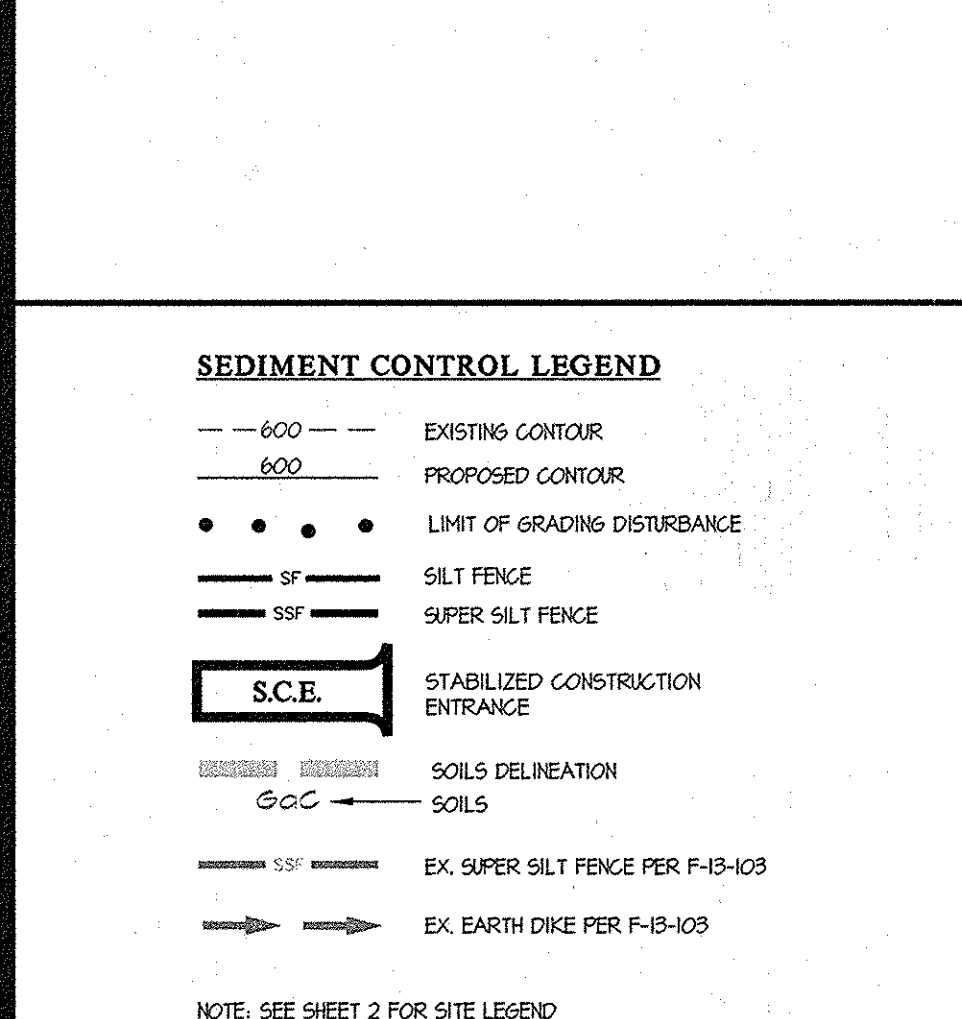 SEDIMENT CONTROL LEGEND
600 EXISTING CONTOUR
600 PROPOSED CONTOUR
LIMIT OF GRADING DISTURBANCE
SF SILT FENCE
SSF SUPER SILT FENCE
S.C.E. STABILIZED CONSTRUCTION
ENTRANCE
SOILS DELINEATION
GaC SOILS
SSF EX. SUPER SILT FENCE PER F-13-103
EX. EARTH DIKE PER F-13-103
NOTE: SEE SHEET 2 FOR SITE LEGEND